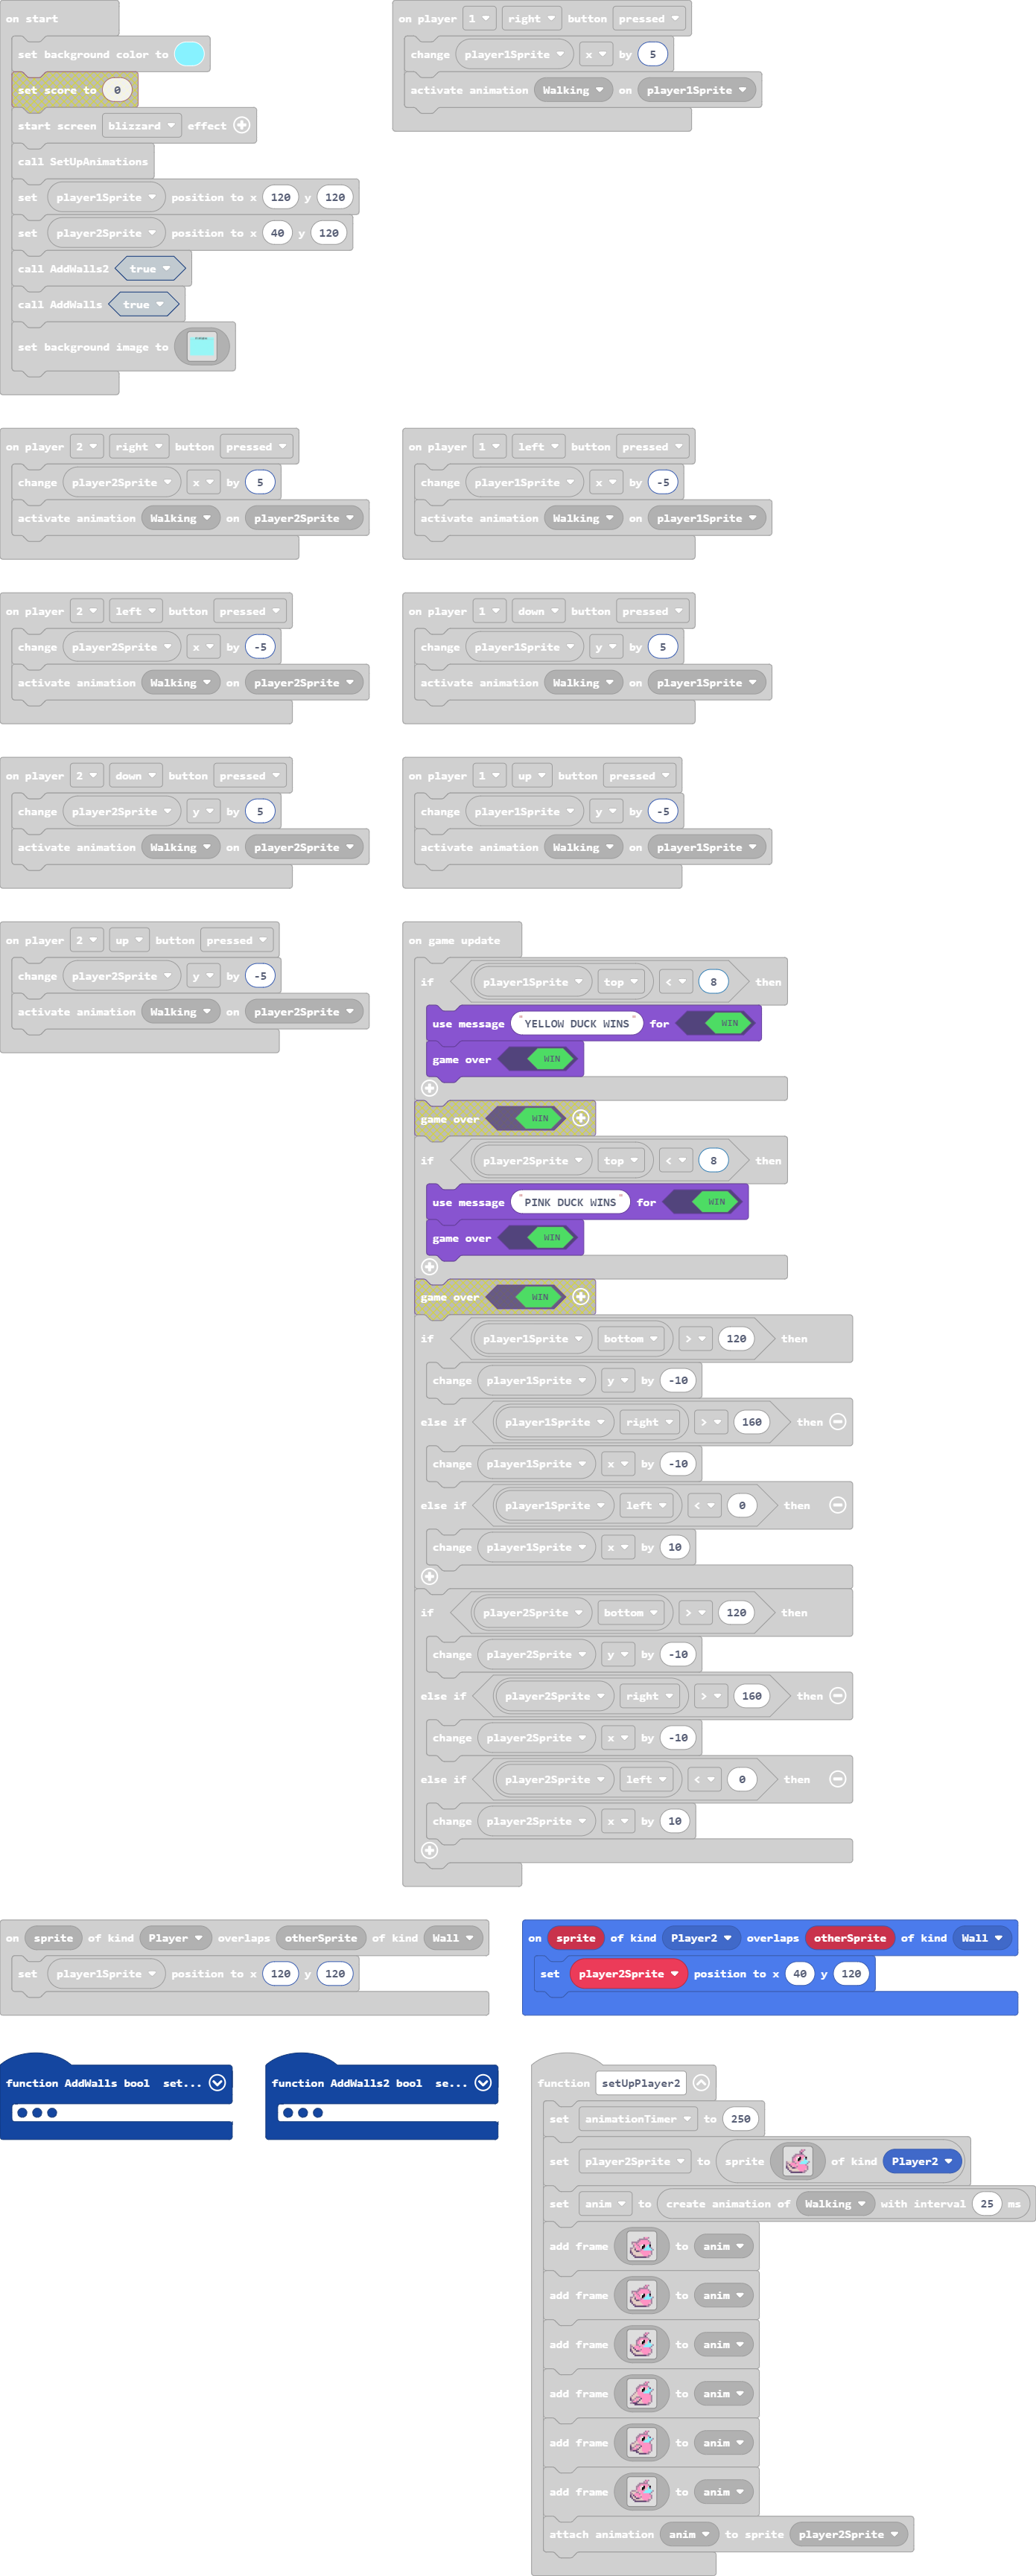 on start
set background color to
set score to 0
start screen blizzard effect
call SetUpAnimations
set player1Sprite position to x 120 y 120
set player2Sprite position to x 40 y 120
call AddWalls2 true
call AddWalls true
set background image to
on player 1 right button pressed
change player1Sprite x by 5
activate animation Walking on player1Sprite
on player 2 right button pressed
change player2Sprite x by 5
activate animation Walking on player2Sprite
on player 1 left button pressed
change player1Sprite x by -5
activate animation Walking on player1Sprite
on player 2 left button pressed
change player2Sprite x by -5
activate animation Walking on player2Sprite
on player 1 down button pressed
change player1Sprite y by 5
activate animation Walking on player1Sprite
on player 2 down button pressed
change player2Sprite y by 5
activate animation Walking on player2Sprite
on player 1 up button pressed
change player1Sprite y by -5
activate animation Walking on player1Sprite
on player 2 up button pressed
change player2Sprite y by -5
activate animation Walking on player2Sprite
on game update
if player1Sprite top < 8 then
use message "YELLOW DUCK WINS" for WIN
game over WIN
game over WIN
if player2Sprite top < 8 then
use message "PINK DUCK WINS" for WIN
game over WIN
game over WIN
if player1Sprite bottom > 120 then
change player1Sprite y by -10
else if player1Sprite right > 160 then
change player1Sprite x by -10
else if player1Sprite left < 0 then
change player1Sprite x by 10
if player2Sprite bottom > 120 then
change player2Sprite y by -10
else if player2Sprite right > 160 then
change player2Sprite x by -10
else if player2Sprite left < 0 then
change player2Sprite x by 10
on sprite of kind Player overlaps otherSprite of kind Wall
set player1Sprite position to x 120 y 120
on sprite of kind Player2 overlaps otherSprite of kind Wall
set player2Sprite position to x 40 y 120
function AddWalls bool set...
function AddWalls2 bool se...
function setUpPlayer2
set animationTimer to 250
set player2Sprite to sprite of kind Player2
set anim to create animation of Walking with interval 25 ms
add frame to anim
add frame to anim
add frame to anim
add frame to anim
add frame to anim
add frame to anim
attach animation anim to sprite player2Sprite